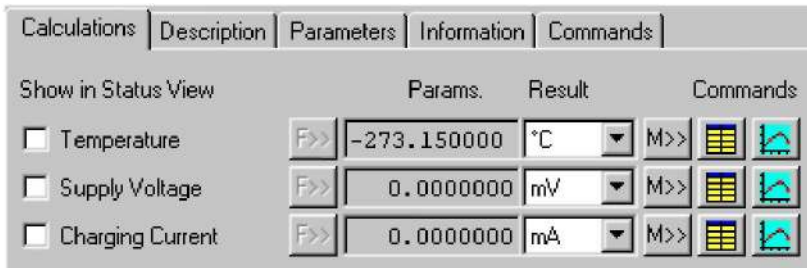 Calculations Description Parameters Information Commands
Show in Status View Params. Result Commands
Temperature F>> -273.150000 °C M>>
Supply Voltage F>> 0.0000000 mV M>>
Charging Current F>> 0.0000000 mA M>>